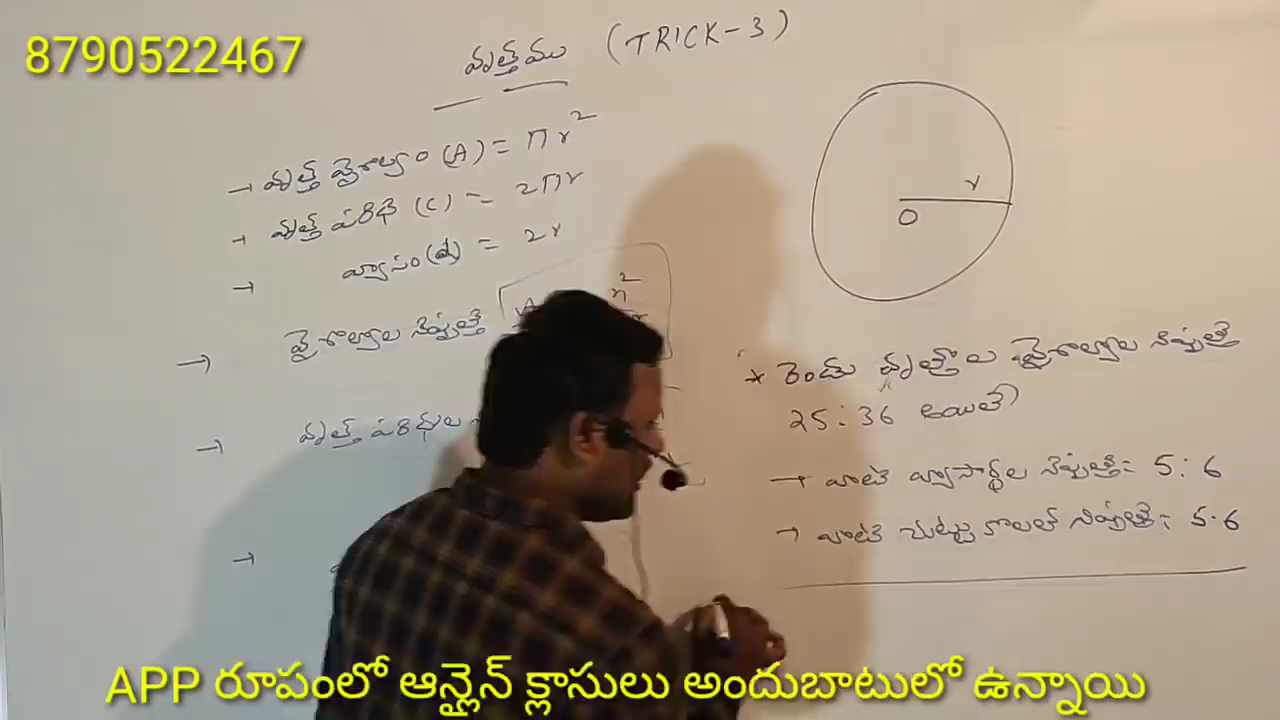 8790522467
వృత్తము (TRICK-3)
→ వృత్త వైశాల్యం (A) = πr²
→ వృత్త పరిధి (C) = 2πr
→ వ్యాసం (d) = 2r
→ వైశాల్యాల నిష్పత్తి
→ వృత్త పరిధుల
→
r
O
* రెండు వృత్తాల వైశాల్యాల నిష్పత్తి
25:36 అయితే
→ వాటి వ్యాసార్థాల నిష్పత్తి = 5:6
→ వాటి చుట్టుకొలత నిష్పత్తి = 5:6
APP రూపంలో ఆన్లైన్ క్లాసులు అందుబాటులో ఉన్నాయి